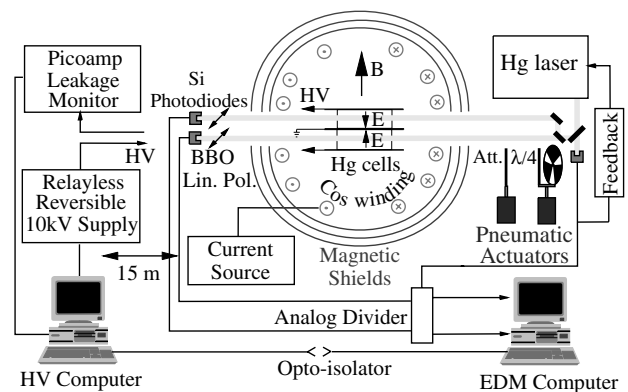 Picoamp
Leakage
Monitor
Si
Photodiodes
HV
B
E
E
Hg laser
HV
BBO
Lin. Pol.
Hg cells
Att.
λ/4
Feedback
Cos winding
Relayless
Reversible
10kV Supply
15 m
Current
Source
Magnetic
Shields
Pneumatic
Actuators
Analog Divider
HV Computer
Opto-isolator
EDM Computer